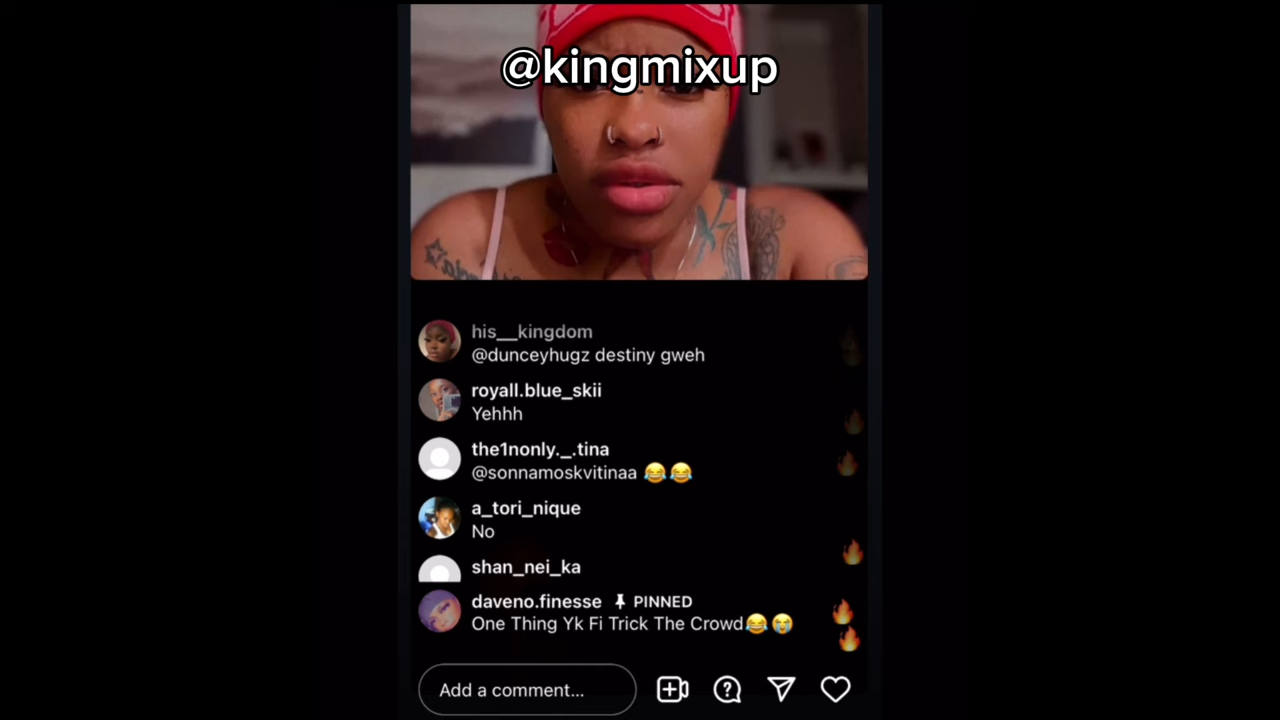 @kingmixup
his__kingdom
@dunceyhugz destiny gweh
royall.blue_skii
Yehhh
the1nonly._.tina
@sonnamoskvitinaa 😂😂
a_tori_nique
No
shan_nei_ka
daveno.finesse PINNED
One Thing Yk Fi Trick The Crowd😂😭
Add a comment...